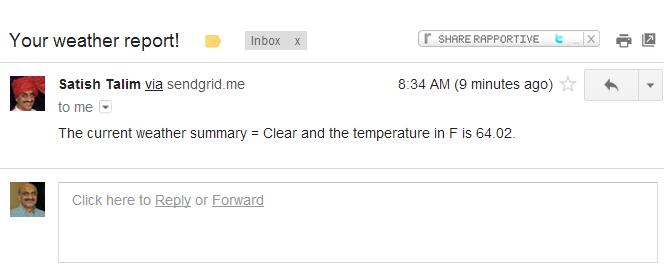 Your weather report!
Inbox x
r SHARE RAPPORTIVE X
Satish Talim via sendgrid.me
8:34 AM (9 minutes ago)
to me
The current weather summary = Clear and the temperature in F is 64.02.
Click here to Reply or Forward